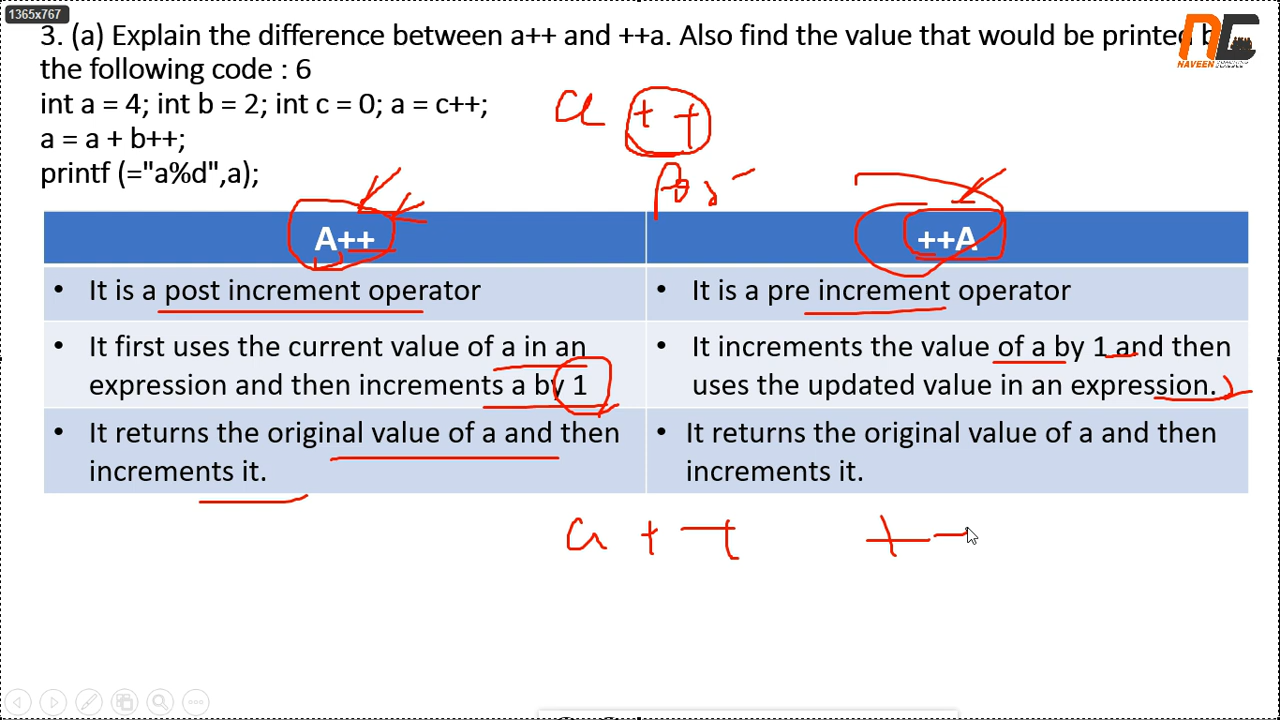 1365x767
3. (a) Explain the difference between a++ and ++a. Also find the value that would be printed b
the following code : 6
int a = 4; int b = 2; int c = 0; a = c++;
a = a + b++;
printf (="a%d",a);
NAVEEN
a ++
Pos
A++
++A
• It is a post increment operator
• It is a pre increment operator
• It first uses the current value of a in an
expression and then increments a by 1
• It increments the value of a by 1 and then
uses the updated value in an expression.
• It returns the original value of a and then
increments it.
• It returns the original value of a and then
increments it.
a ++
+